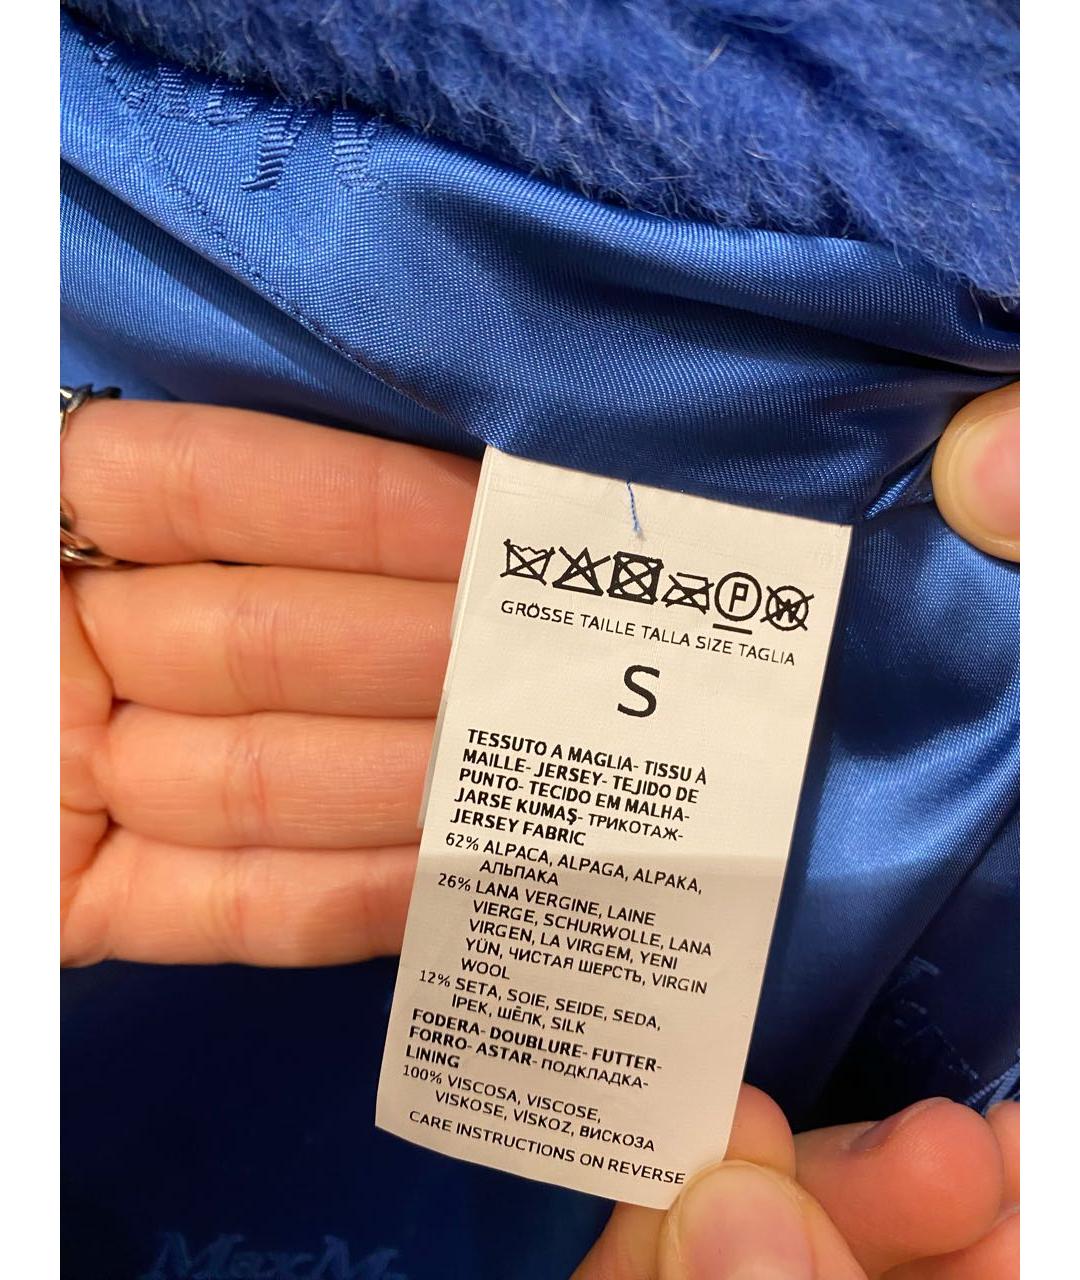 P W
GRÖSSE TAILLE TALLA SIZE TAGLIA
S
TESSUTO A MAGLIA- TISSU À
MAILLE- JERSEY- TEJIDO DE
PUNTO- TECIDO EM MALHA-
JARSE KUMAŞ- ТРИКОТАЖ-
JERSEY FABRIC
62% ALPACA, ALPAGA, ALPAKA,
АЛЬПАКА
26% LANA VERGINE, LAINE
VIERGE, SCHURWOLLE, LANA
VIRGEN, LA VIRGEM, YENI
YÜN, ЧИСТАЯ ШЕРСТЬ, VIRGIN
WOOL
12% SETA, SOIE, SEIDE, SEDA,
İPEK, ШЁЛК, SILK
FODERA- DOUBLURE- FUTTER-
FORRO- ASTAR- ПОДКЛАДКА-
LINING
100% VISCOSA, VISCOSE,
VISKOSE, VISKOZ, ВИСКОЗА
CARE INSTRUCTIONS ON REVERSE